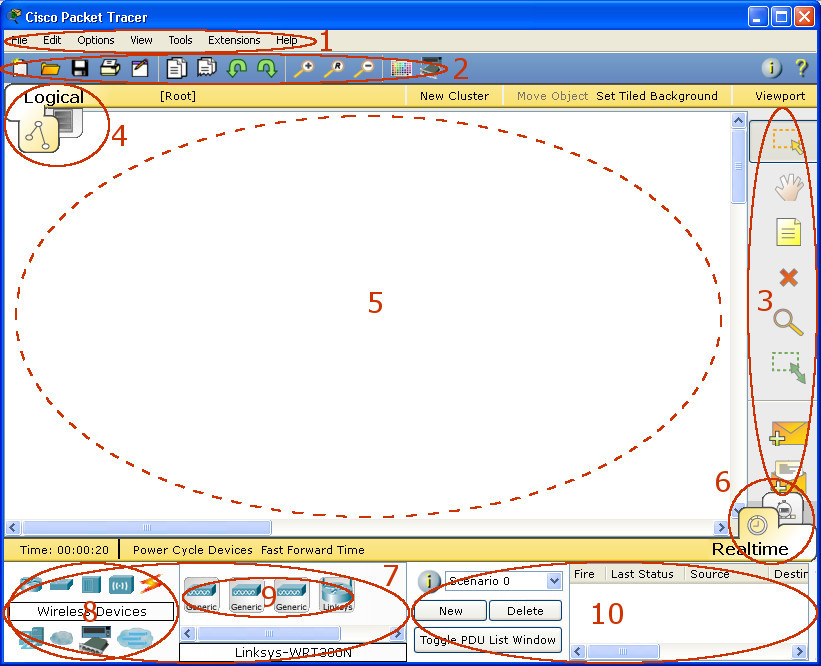 Cisco Packet Tracer
File Edit Options View Tools Extensions Help 1
2
Logical [Root] New Cluster Move Object Set Tiled Background Viewport
4
5
3
6
Realtime
Time: 00:00:20 Power Cycle Devices Fast Forward Time
7
Scenario 0 Fire Last Status Source Destin
Generic Generic Generic Linksys
9
Wireless Devices
8
New Delete
10
Toggle PDU List Window
Linksys-WRT300N